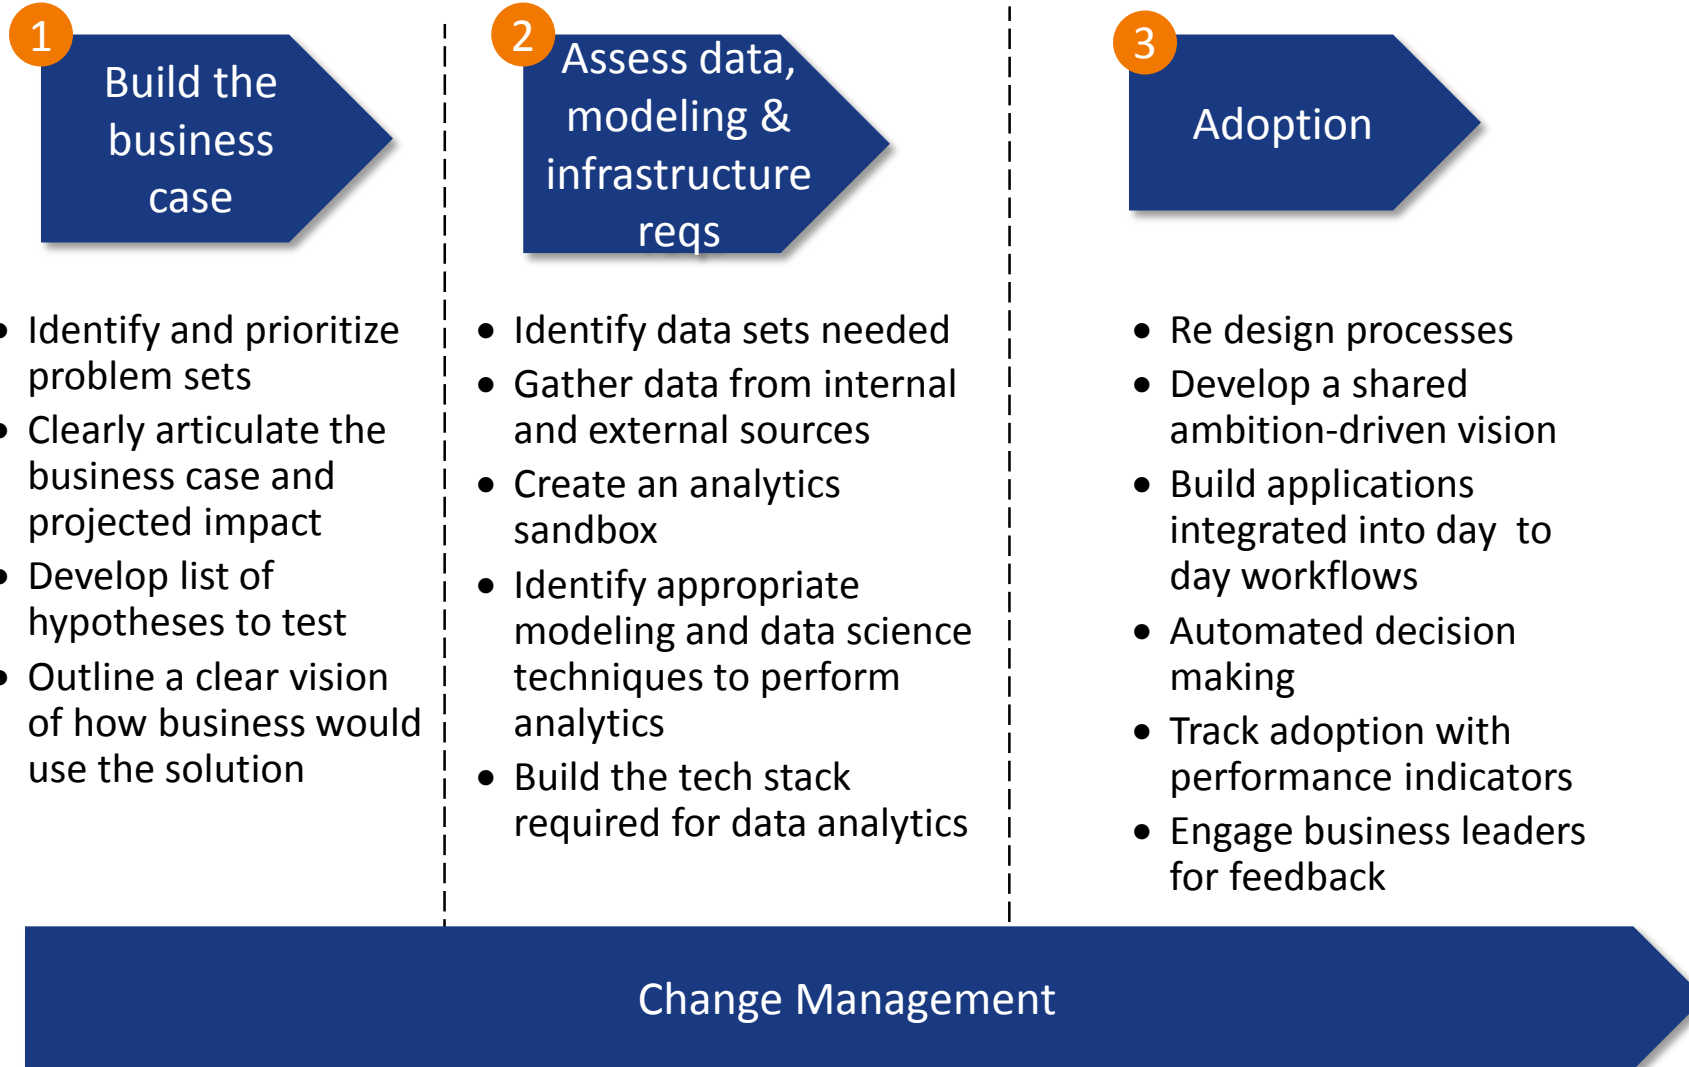 1
Build the
business
case
• Identify and prioritize
problem sets
• Clearly articulate the
business case and
projected impact
• Develop list of
hypotheses to test
• Outline a clear vision
of how business would
use the solution
2
Assess data,
modeling &
infrastructure
reqs
• Identify data sets needed
• Gather data from internal
and external sources
• Create an analytics
sandbox
• Identify appropriate
modeling and data science
techniques to perform
analytics
• Build the tech stack
required for data analytics
3
Adoption
• Re design processes
• Develop a shared
ambition-driven vision
• Build applications
integrated into day  to
day workflows
• Automated decision
making
• Track adoption with
performance indicators
• Engage business leaders
for feedback
Change Management